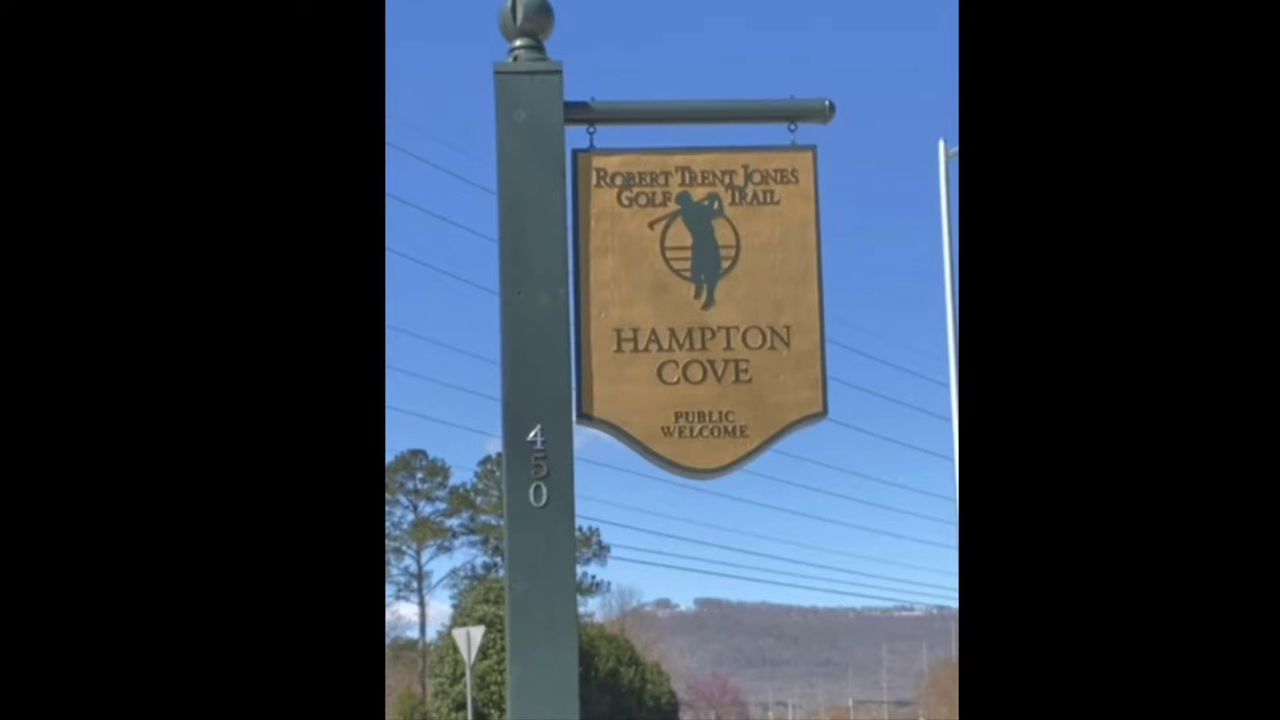 ROBERT TRENT JONES
GOLF TRAIL
HAMPTON
COVE
PUBLIC
WELCOME
450